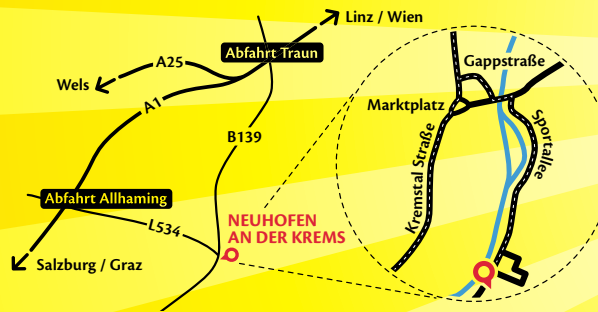 Linz / Wien
Abfahrt Traun
A25
Wels
A1
B139
Abfahrt Allhaming
L534
NEUHOFEN
AN DER KREMS
Salzburg / Graz
Gappstraße
Marktplatz
Kremstal Straße
Sportallee